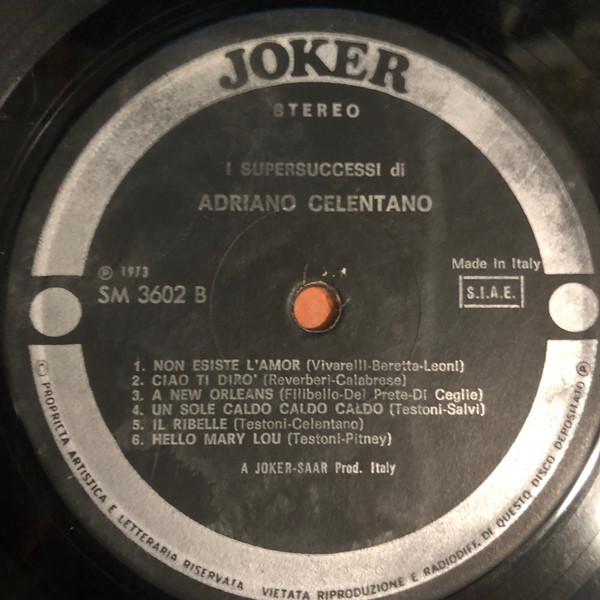 JOKER
STEREO
I SUPERSUCCESSI di
ADRIANO CELENTANO
Ⓟ 1973
SM 3602 B
Made in Italy
S.I.A.E.
1. NON ESISTE L'AMOR (Vivarelli-Beretta-Leoni)
2. CIAO TI DIRO' (Reverberi-Calabrese)
3. A NEW ORLEANS (Filibello-Del Prete-Di Ceglie)
4. UN SOLE CALDO CALDO CALDO (Testoni-Salvi)
5. IL RIBELLE (Testoni-Celentano)
6. HELLO MARY LOU (Testoni-Pitney)
A JOKER-SAAR Prod. Italy
Ⓒ PROPRIETA ARTISTICA E LETTERARIA RISERVATA VIETATA RIPRODUZIONE E RADIODIFF. DI QUESTO DISCO DEPOSITATO Ⓟ